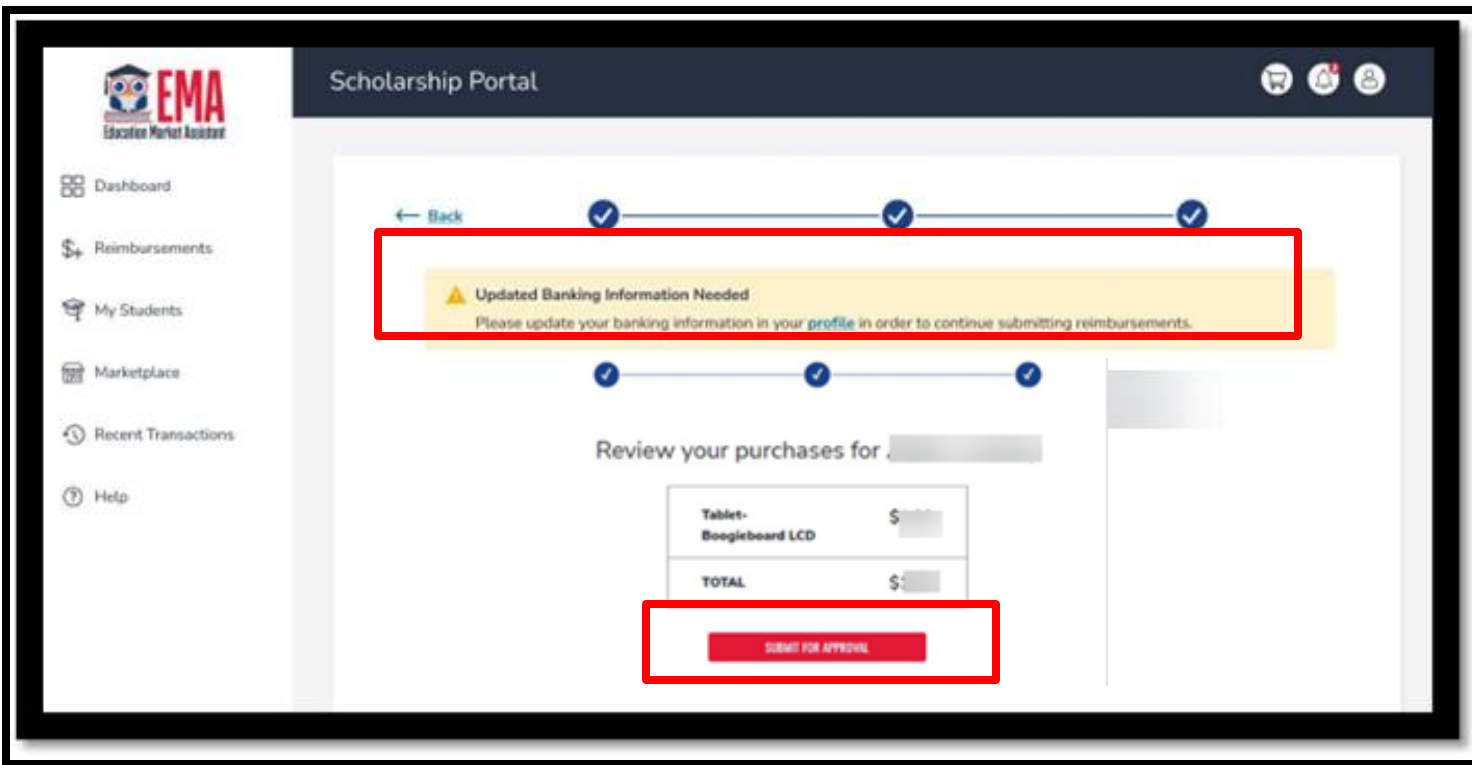 EMA
Education Market Assistant
Scholarship Portal
Dashboard
Reimbursements
My Students
Marketplace
Recent Transactions
Help
← Back
Updated Banking Information Needed
Please update your banking information in your profile in order to continue submitting reimbursements.
Review your purchases for
Tablet- $
Boogieboard LCD
TOTAL $
SUBMIT FOR APPROVAL